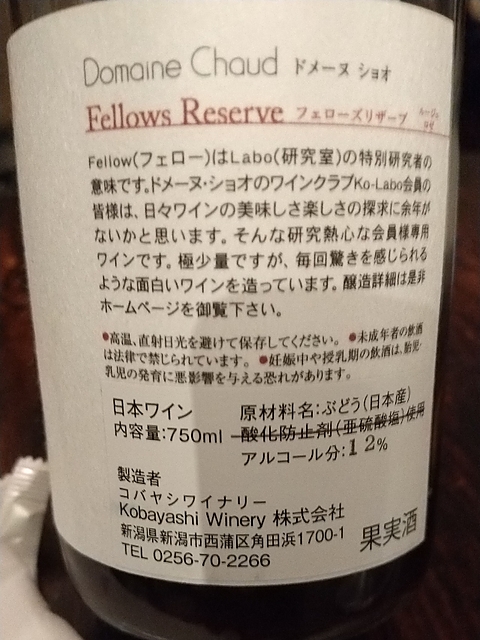 Domaine Chaud ドメーヌ ショオ
Fellows Reserve フェローズリザーブ
Fellow(フェロー)はLabo(研究室)の特別研究者の
意味です。ドメーヌ・ショオのワインクラブKo-Labo会員の
皆様は、日々ワインの美味しさ楽しさの探求に余年が
ないかと思います。そんな研究熱心な会員様専用
ワインです。極少量ですが、毎回驚きを感じられる
ような面白いワインを造っています。醸造詳細は是非
ホームページを御覧下さい。
●高温、直射日光を避けて保存してください。 ●未成年者の飲酒
は法律で禁じられています。 ●妊娠中や授乳期の飲酒は、胎児・
乳児の発育に悪影響を与える恐れがあります。
日本ワイン 原材料名:ぶどう(日本産)
内容量:750ml 酸化防止剤(亜硫酸塩)使用
アルコール分:12%
製造者
コバヤシワイナリー
Kobayashi Winery 株式会社
新潟県新潟市西蒲区角田浜1700-1
TEL 0256-70-2266
果実酒